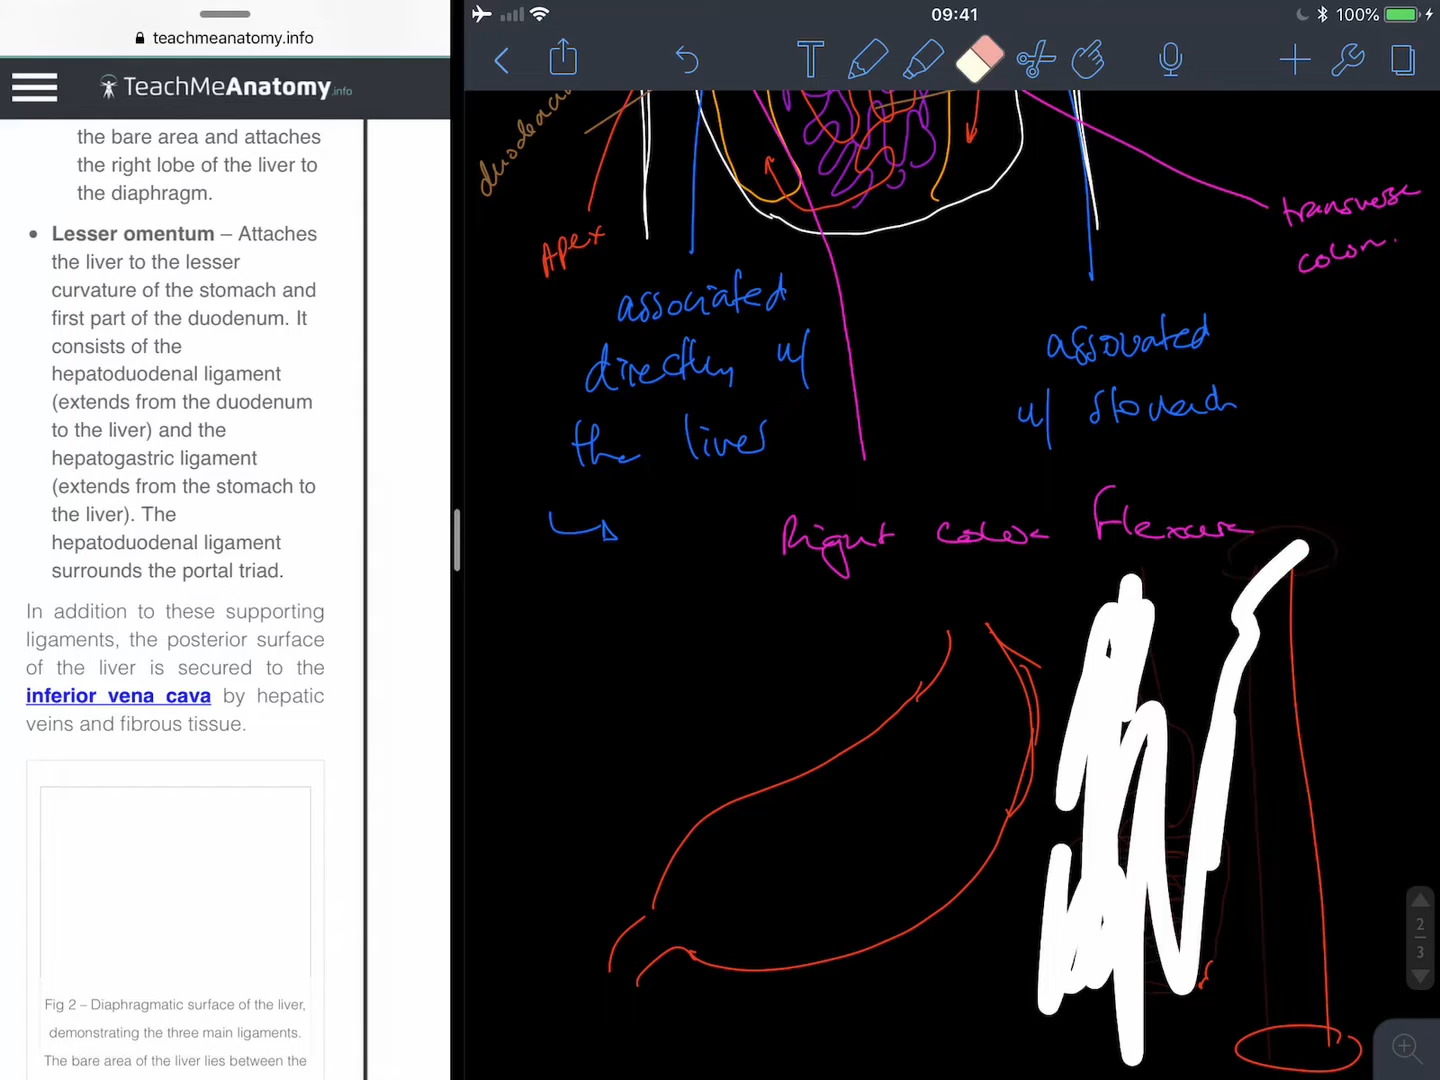 teachmeanatomy.info
TeachMeAnatomy.info
the bare area and attaches
the right lobe of the liver to
the diaphragm.
• Lesser omentum – Attaches
the liver to the lesser
curvature of the stomach and
first part of the duodenum. It
consists of the
hepatoduodenal ligament
(extends from the duodenum
to the liver) and the
hepatogastric ligament
(extends from the stomach to
the liver). The
hepatoduodenal ligament
surrounds the portal triad.
In addition to these supporting
ligaments, the posterior surface
of the liver is secured to the
inferior vena cava by hepatic
veins and fibrous tissue.
Fig 2 – Diaphragmatic surface of the liver,
demonstrating the three main ligaments.
The bare area of the liver lies between the
09:41
100%
T
Apex
transverse
colon.
associated
directly w/
the liver
associated
w/ stomach
Right colic flexure
2
3